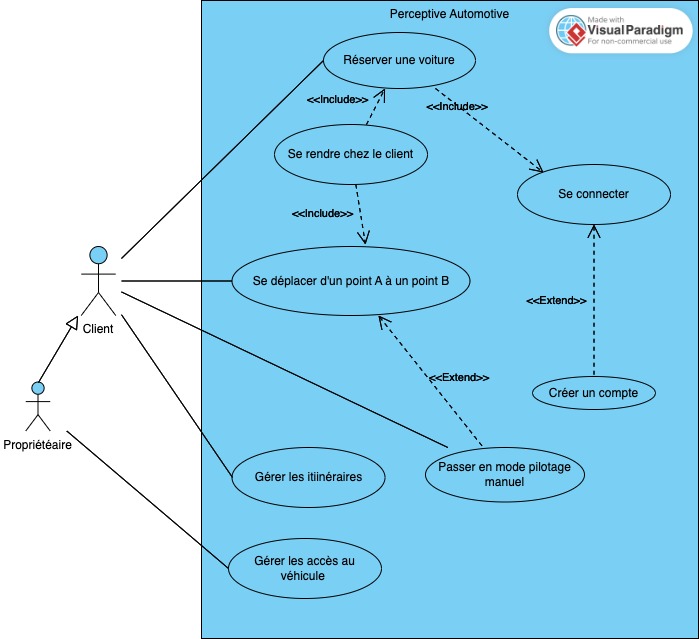 Perceptive Automotive
Made with
VisualParadigm
For non-commercial use
Réserver une voiture
<<Include>>
<<Include>>
Se rendre chez le client
Se connecter
<<Include>>
Se déplacer d'un point A à un point B
Client
<<Extend>>
<<Extend>>
Créer un compte
Propriétéaire
Gérer les itiinéraires
Passer en mode pilotage
manuel
Gérer les accès au
véhicule